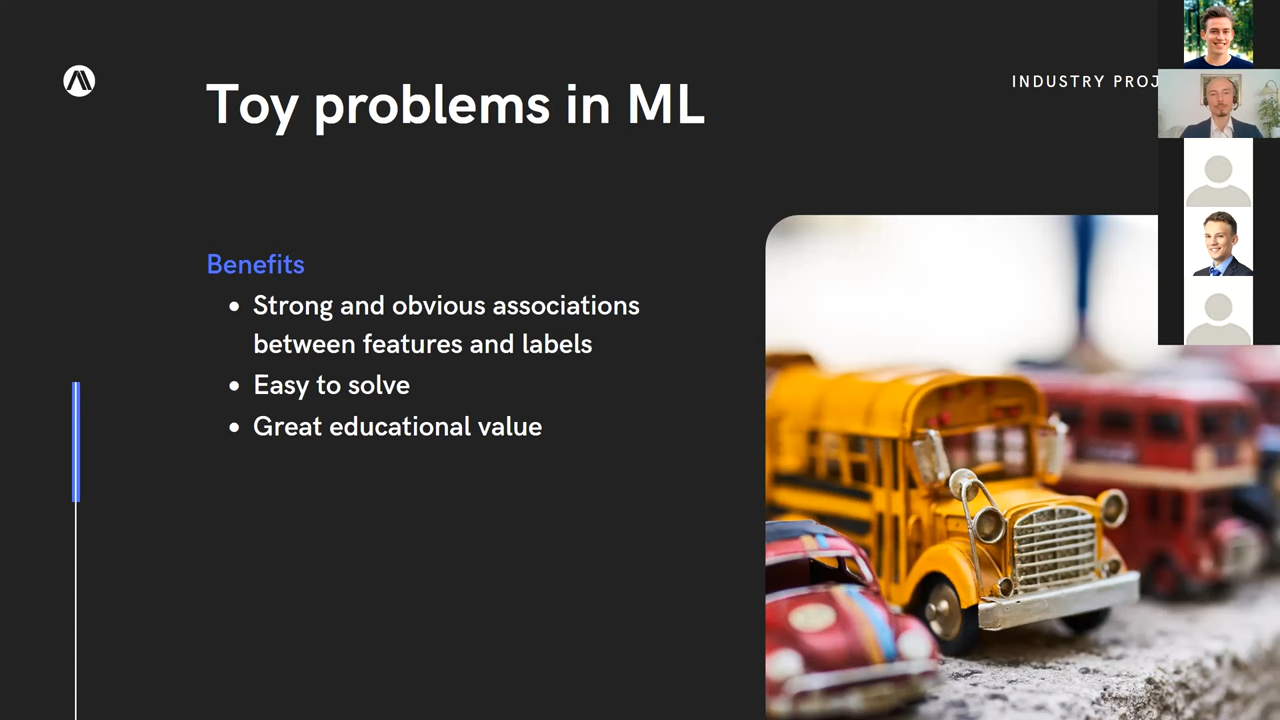 Toy problems in ML
INDUSTRY PROJ
Benefits
• Strong and obvious associations
between features and labels
• Easy to solve
• Great educational value